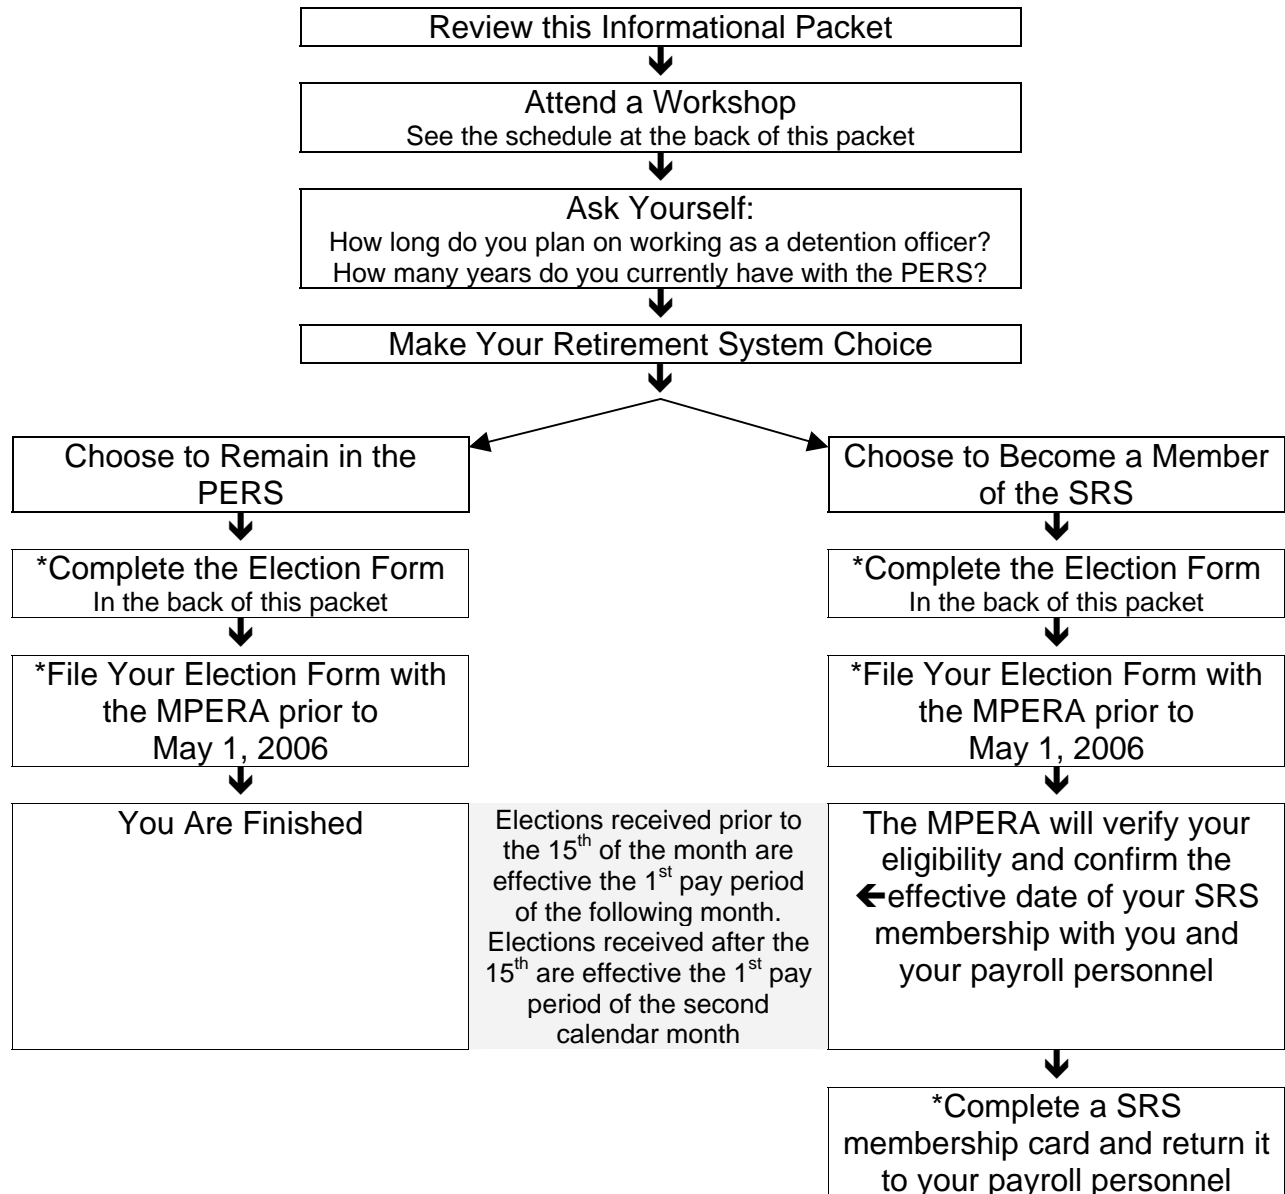 Review this Informational Packet
Attend a Workshop
See the schedule at the back of this packet
Ask Yourself:
How long do you plan on working as a detention officer?
How many years do you currently have with the PERS?
Make Your Retirement System Choice
Choose to Remain in the
PERS
*Complete the Election Form
In the back of this packet
*File Your Election Form with
the MPERA prior to
May 1, 2006
You Are Finished
Elections received prior to
the 15th of the month are
effective the 1st pay period
of the following month.
Elections received after the
15th are effective the 1st pay
period of the second
calendar month
Choose to Become a Member
of the SRS
*Complete the Election Form
In the back of this packet
*File Your Election Form with
the MPERA prior to
May 1, 2006
The MPERA will verify your
eligibility and confirm the
effective date of your SRS
membership with you and
your payroll personnel
*Complete a SRS
membership card and return it
to your payroll personnel